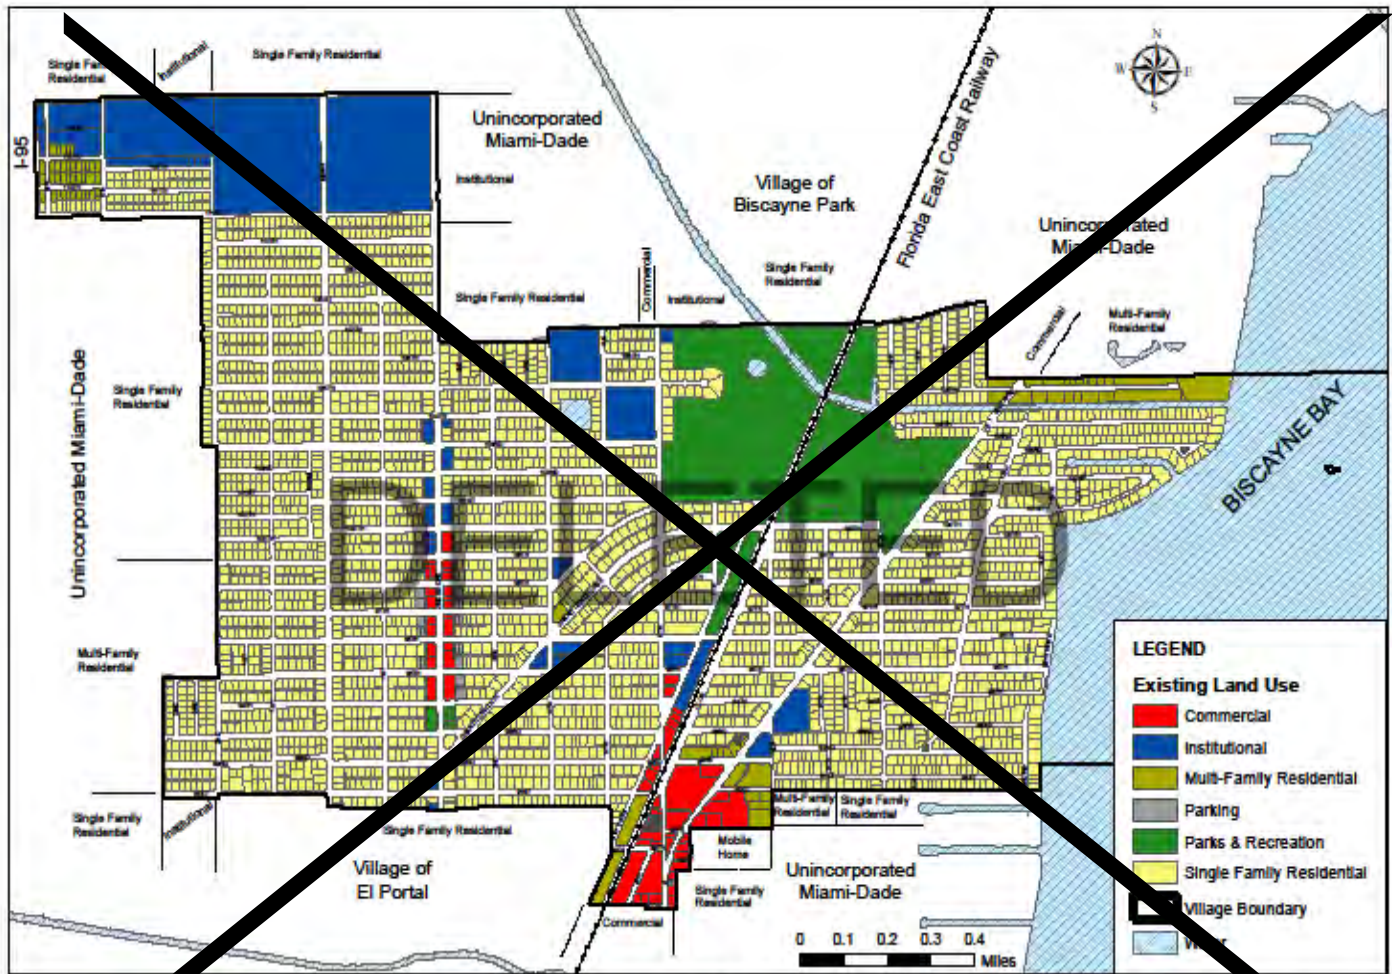 Single Family Residential
Single Fam
Residential
Institutional
N
W
E
S
I-95
Unincorporated
Miami-Dade
Institutional
Village of
Biscayne Park
Florida East Coast Railway
Unincorporated
Miami-Dade
Single Family
Residential
Commercial
Institutional
Single Family Residential
Commercial
Multi-Family
Residential
Unincorporated Miami-Dade
Single Family
Residential
BISCAYNE BAY
DELETED
Multi-Family
Residential
LEGEND
Existing Land Use
Commercial
Institutional
Multi-Family Residential
Parking
Parks & Recreation
Single Family Residential
Village Boundary
Water
Single Family
Residential
Institutional
Single Family Residential
Village of
El Portal
Multi-Family
Residential
Single Family
Residential
Mobile
Home
Unincorporated
Miami-Dade
Single Family
Residential
Commercial
0 0.1 0.2 0.3 0.4
Miles